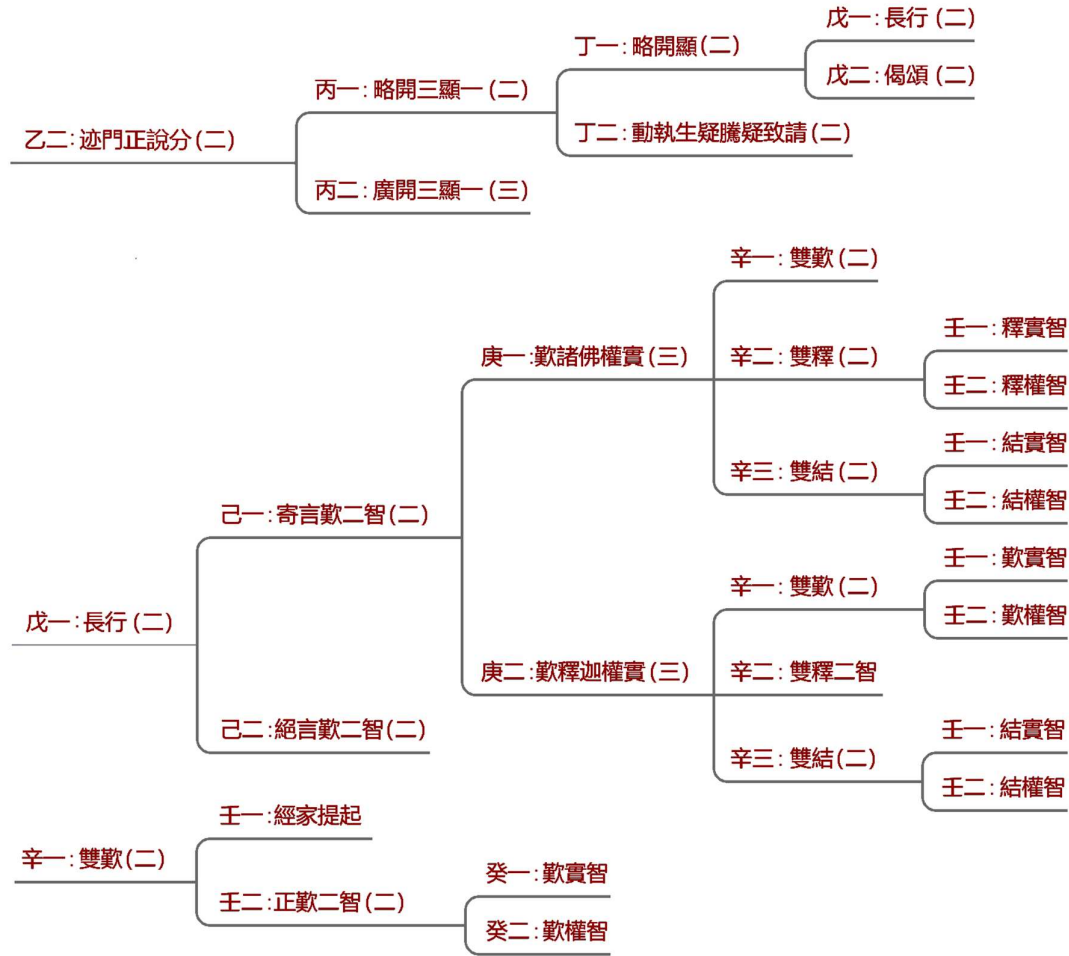 乙二：迹門正說分(二)
丙一：略開三顯一(二)
丁一：略開顯(二)
戊一：長行(二)
戊二：偈頌(二)
丁二：動執生疑騰疑致請(二)
丙二：廣開三顯一(三)
戊一：長行(二)
己一：寄言歎二智(二)
庚一：歎諸佛權實(三)
辛一：雙歎(二)
辛二：雙釋(二)
壬一：釋實智
壬二：釋權智
辛三：雙結(二)
壬一：結實智
壬二：結權智
庚二：歎釋迦權實(三)
辛一：雙歎(二)
壬一：歎實智
壬二：歎權智
辛二：雙釋二智
辛三：雙結(二)
壬一：結實智
壬二：結權智
己二：絕言歎二智(二)
辛一：雙歎(二)
壬一：經家提起
壬二：正歎二智(二)
癸一：歎實智
癸二：歎權智